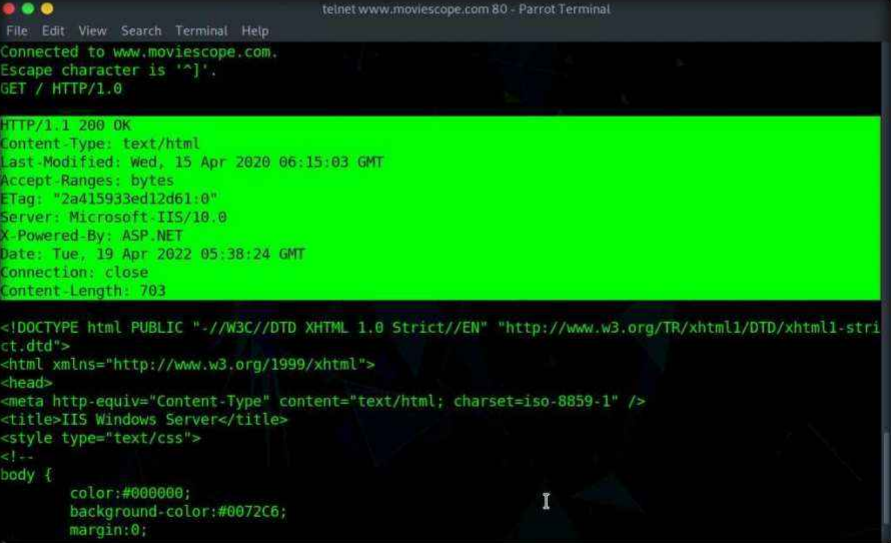 telnet www.moviescope.com 80 - Parrot Terminal
File Edit View Search Terminal Help
Connected to www.moviescope.com.
Escape character is '^]'.
GET / HTTP/1.0
HTTP/1.1 200 OK
Content-Type: text/html
Last-Modified: Wed, 15 Apr 2020 06:15:03 GMT
Accept-Ranges: bytes
ETag: "2a415933ed12d61:0"
Server: Microsoft-IIS/10.0
X-Powered-By: ASP.NET
Date: Tue, 19 Apr 2022 05:38:24 GMT
Connection: close
Content-Length: 703
<!DOCTYPE html PUBLIC "-//W3C//DTD XHTML 1.0 Strict//EN" "http://www.w3.org/TR/xhtml1/DTD/xhtml1-stri
ct.dtd">
<html xmlns="http://www.w3.org/1999/xhtml">
<head>
<meta http-equiv="Content-Type" content="text/html; charset=iso-8859-1" />
<title>IIS Windows Server</title>
<style type="text/css">
<!--
body {
color:#000000;
background-color:#0072C6;
margin:0;